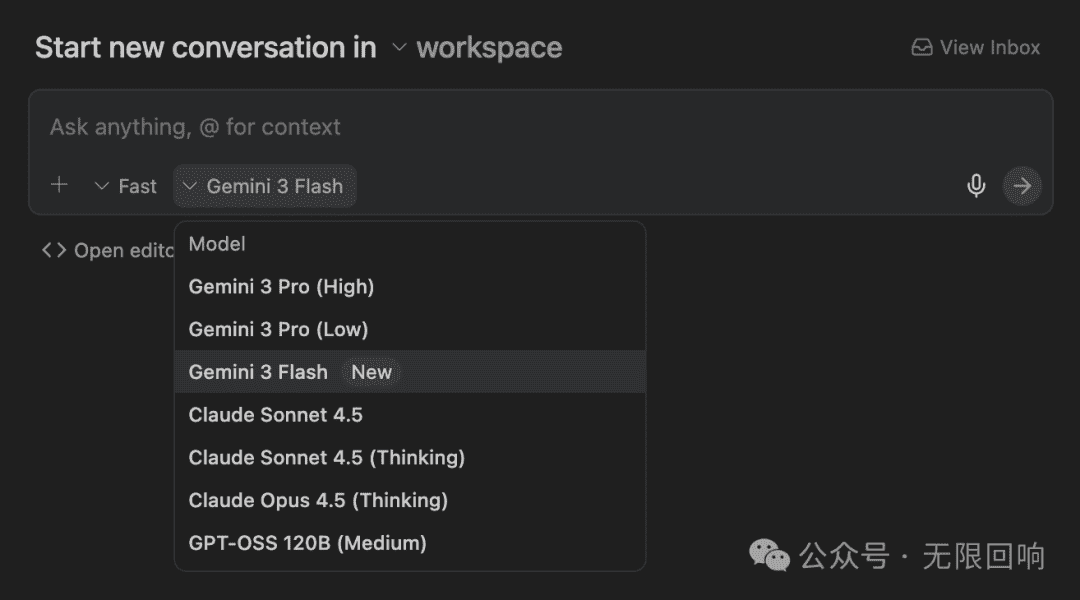 Start new conversation in workspace
View Inbox
Ask anything, @ for context
Fast
Gemini 3 Flash
Open edito
Model
Gemini 3 Pro (High)
Gemini 3 Pro (Low)
Gemini 3 Flash New
Claude Sonnet 4.5
Claude Sonnet 4.5 (Thinking)
Claude Opus 4.5 (Thinking)
GPT-OSS 120B (Medium)
公众号 · 无限回响